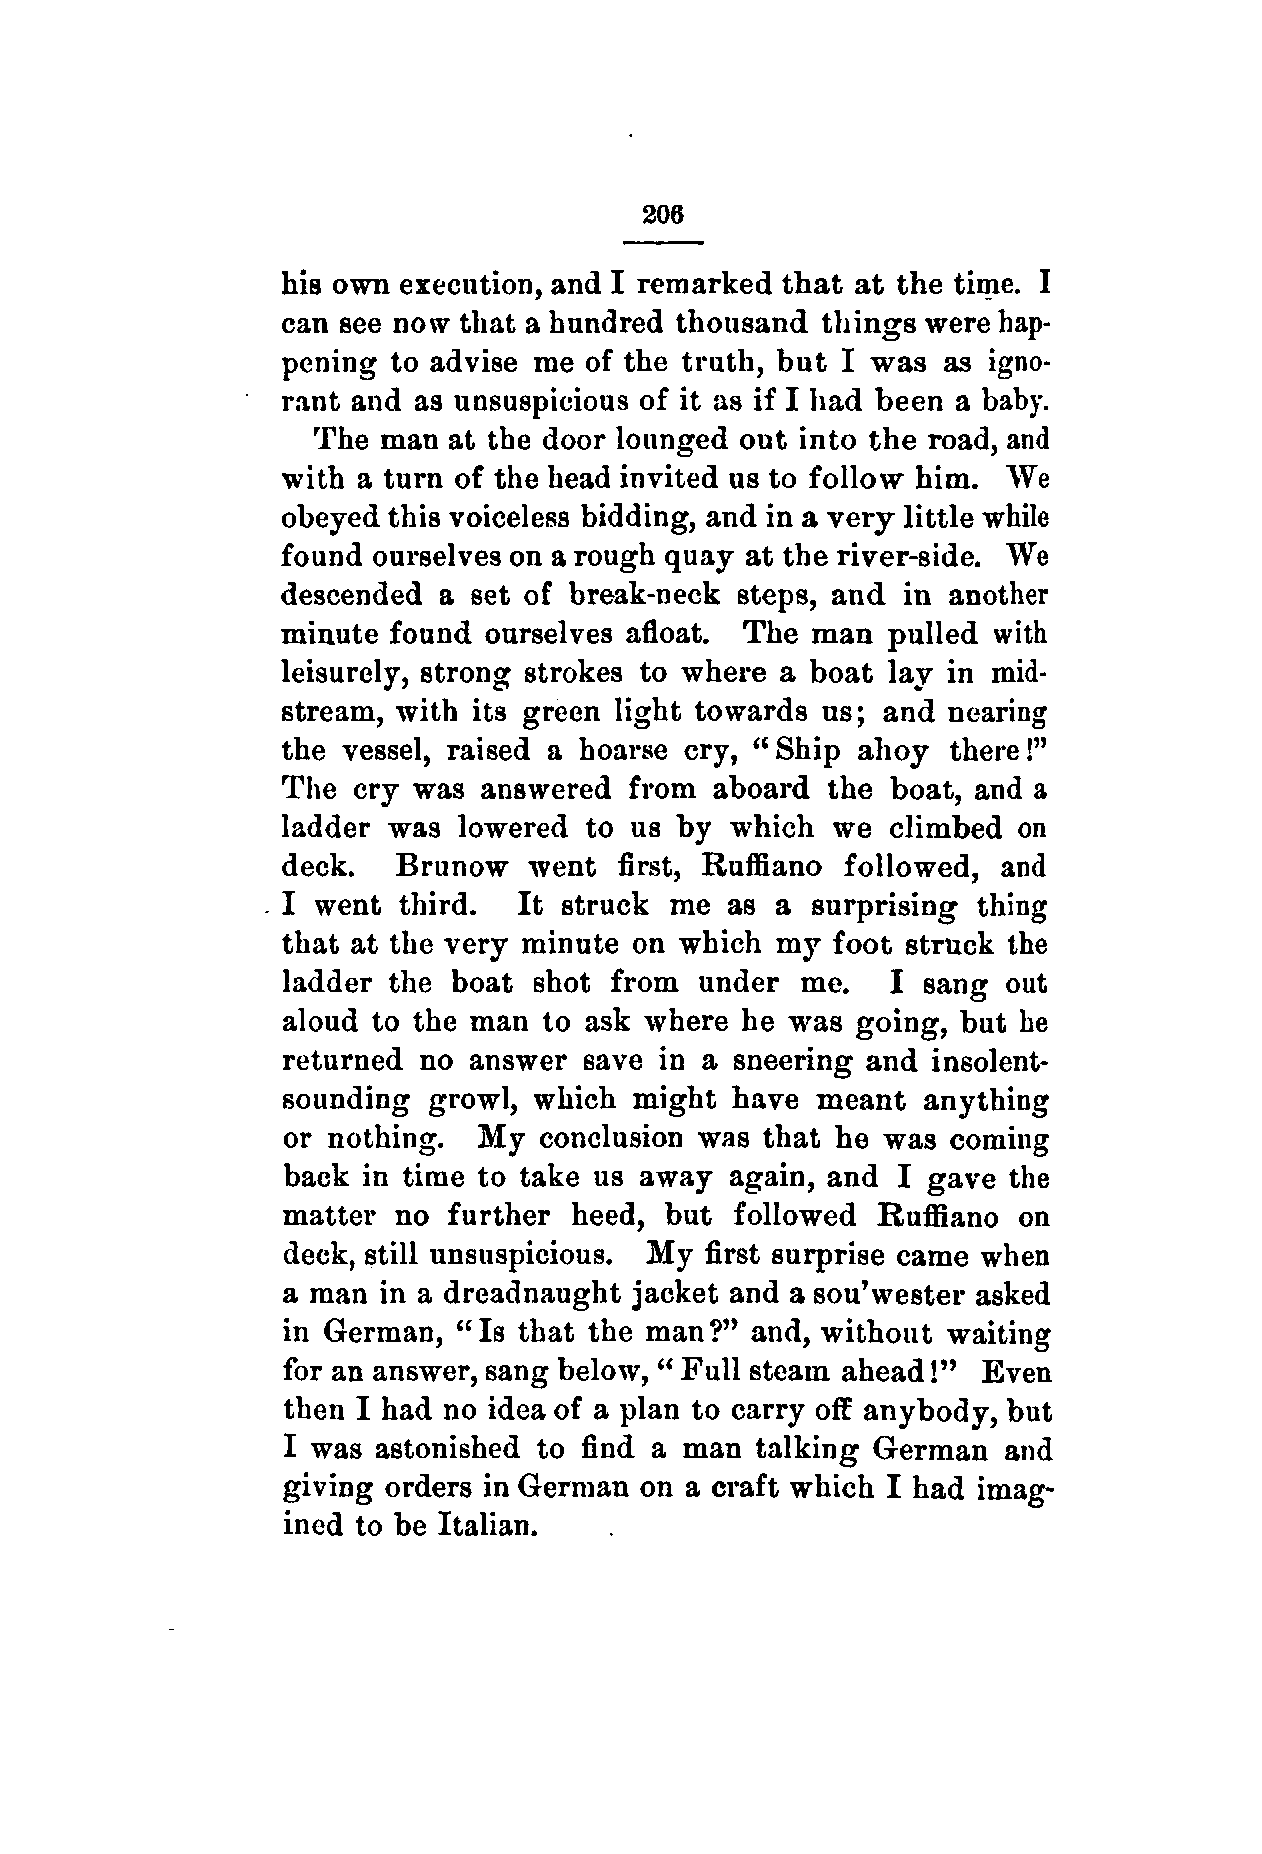 206
his own execution, and I remarked that at the time. I
can see now that a hundred thousand things were hap-
pening to advise me of the truth, but I was as igno-
rant and as unsuspicious of it as if I had been a baby.
The man at the door lounged out into the road, and
with a turn of the head invited us to follow him. We
obeyed this voiceless bidding, and in a very little while
found ourselves on a rough quay at the river-side. We
descended a set of break-neck steps, and in another
minute found ourselves afloat. The man pulled with
leisurely, strong strokes to where a boat lay in mid-
stream, with its green light towards us; and nearing
the vessel, raised a hoarse cry, “Ship ahoy there!”
The cry was answered from aboard the boat, and a
ladder was lowered to us by which we climbed on
deck. Brunow went first, Ruffiano followed, and
I went third. It struck me as a surprising thing
that at the very minute on which my foot struck the
ladder the boat shot from under me. I sang out
aloud to the man to ask where he was going, but he
returned no answer save in a sneering and insolent-
sounding growl, which might have meant anything
or nothing. My conclusion was that he was coming
back in time to take us away again, and I gave the
matter no further heed, but followed Ruffiano on
deck, still unsuspicious. My first surprise came when
a man in a dreadnaught jacket and a sou’wester asked
in German, “Is that the man?” and, without waiting
for an answer, sang below, “Full steam ahead!” Even
then I had no idea of a plan to carry off anybody, but
I was astonished to find a man talking German and
giving orders in German on a craft which I had imag-
ined to be Italian.